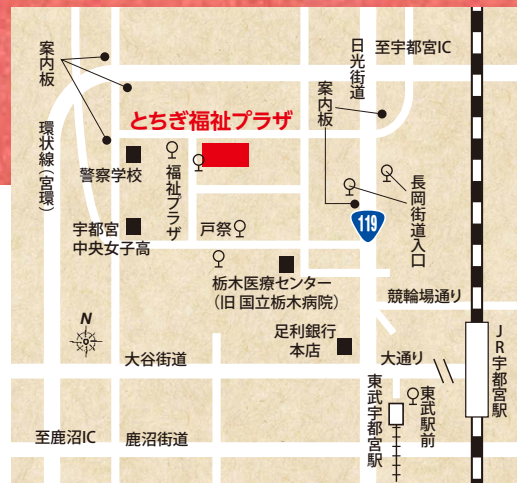 案内板
至宇都宮IC
日光街道
案内板
とちぎ福祉プラザ
環状線(宮環)
警察学校
福祉プラザ
長岡街道入口
119
宇都宮
中央女子高
戸祭
栃木医療センター
(旧 国立栃木病院)
競輪場通り
N
足利銀行
本店
大谷街道
大通り
JR宇都宮駅
東武宇都宮駅
東武駅前
至鹿沼IC
鹿沼街道